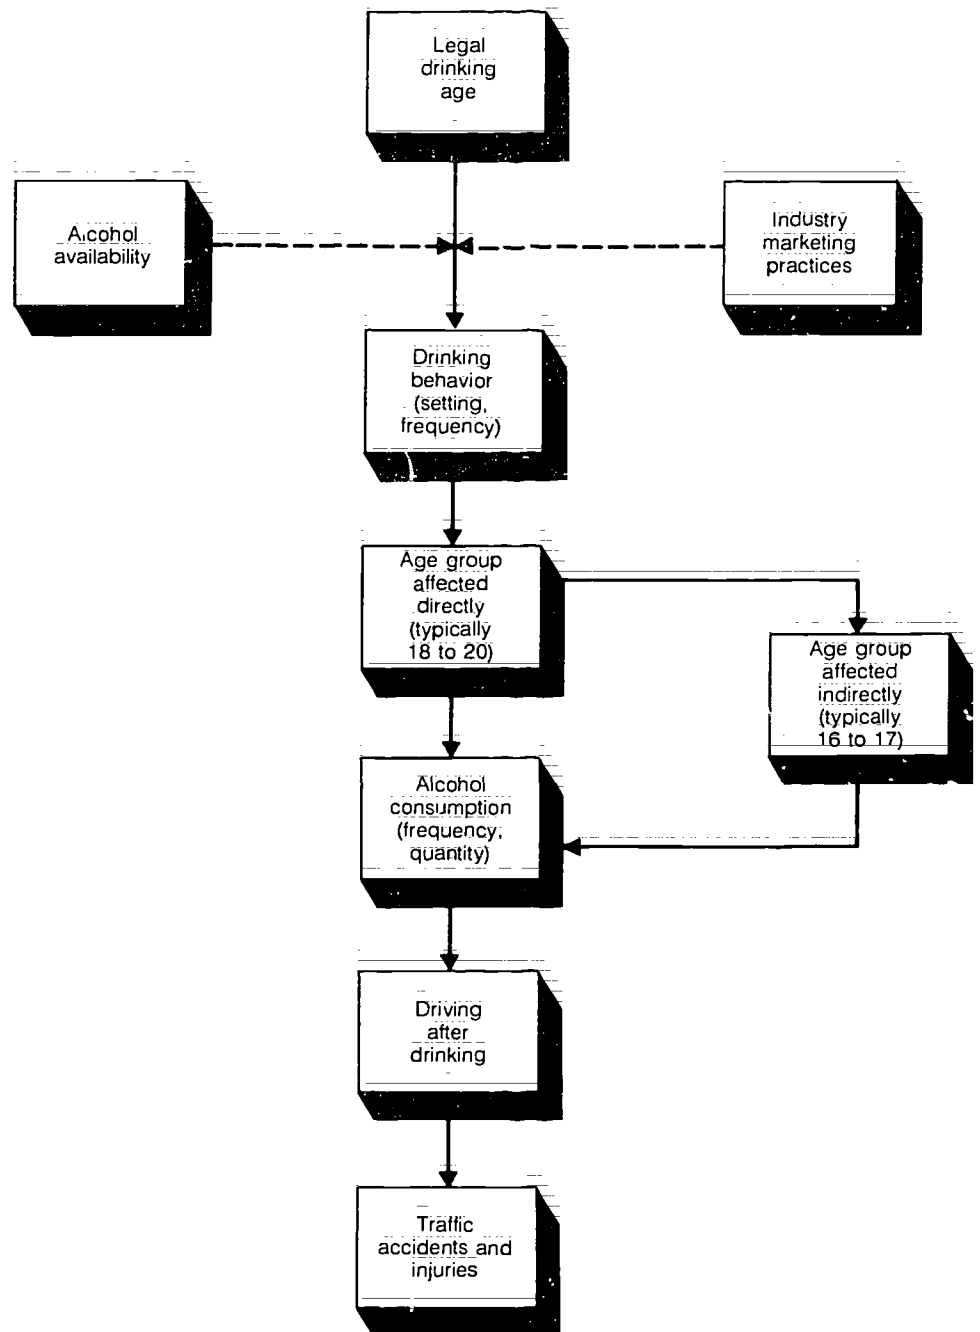 Legal
drinking
age
Alcohol
availability
Industry
marketing
practices
Drinking
behavior
(setting,
frequency)
Age group
affected
directly
(typically
18 to 20)
Age group
affected
indirectly
(typically
16 to 17)
Alcohol
consumption
(frequency;
quantity)
Driving
after
drinking
Traffic
accidents and
injuries